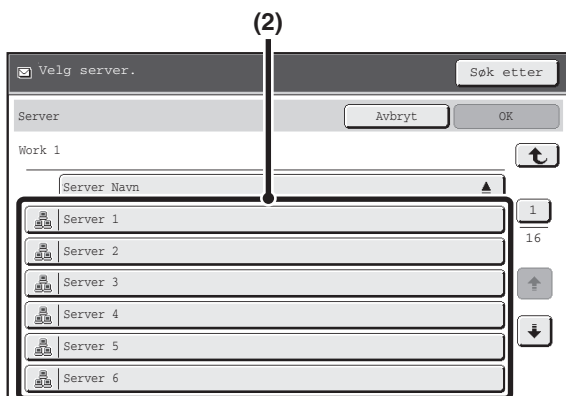 (2)
Velg server.
Søk etter
Server
Avbryt
OK
Work 1
Server Navn
1
16
Server 1
Server 2
Server 3
Server 4
Server 5
Server 6